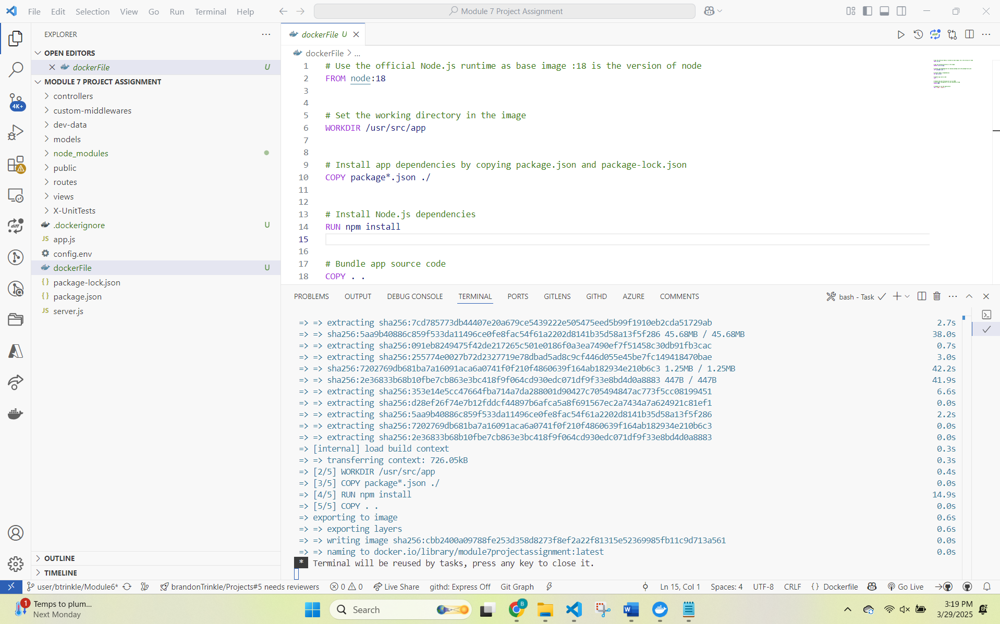 File Edit Selection View Go Run Terminal Help
Module 7 Project Assignment
EXPLORER
OPEN EDITORS
dockerFile U
MODULE 7 PROJECT ASSIGNMENT
controllers
custom-middlewares
dev-data
models
node_modules
public
routes
views
X-UnitTests
.dockerignore U
JS app.js
config.env
dockerFile U
{} package-lock.json
{} package.json
JS server.js
OUTLINE
TIMELINE
4K+
diff
dockerFile U
diff
dockerFile > ...
1 # Use the official Node.js runtime as base image :18 is the version of node
2 FROM node:18
3
4
5 # Set the working directory in the image
6 WORKDIR /usr/src/app
7
8
9 # Install app dependencies by copying package.json and package-lock.json
10 COPY package*.json ./
11
12
13 # Install Node.js dependencies
14 RUN npm install
15
16
17 # Bundle app source code
18 COPY . .
PROBLEMS OUTPUT DEBUG CONSOLE TERMINAL PORTS GITLENS GITHD AZURE COMMENTS
bash - Task
=> => extracting sha256:7cd785773db44407e20a679ce5439222e505475eed5b99f1910eb2cda51729ab 2.7s
=> => sha256:5aa9b40886c859f533da11496ce0fe8fac54f61a2202d8141b35d58a13f5f286 45.68MB / 45.68MB 38.0s
=> => extracting sha256:091eb8249475f42de217265c501e0186f0a3ea7490ef7f51458c30db91fb3cac 0.7s
=> => extracting sha256:255774e0027b72d2327719e78dbad5ad8c9cf446d055e45be7fc149418470bae 3.0s
=> => sha256:7202769db681ba7a16091aca6a0741f0f210f4860639f164ab182934e210b6c3 1.25MB / 1.25MB 42.2s
=> => sha256:2e36833b68b10fbe7cb863e3bc418f9f064cd930edc071df9f33e8bd4d0a8883 447B / 447B 41.9s
=> => extracting sha256:353e14e5cc47664fba714a7da288001d90427c705494847ac773f5cc08199451 6.6s
=> => extracting sha256:d28ef26f74e7b12fddcf44897b6afca5a8f691567ec2a7434a7a624921c81ef1 0.0s
=> => extracting sha256:5aa9b40886c859f533da11496ce0fe8fac54f61a2202d8141b35d58a13f5f286 2.2s
=> => extracting sha256:7202769db681ba7a16091aca6a0741f0f210f4860639f164ab182934e210b6c3 0.0s
=> => extracting sha256:2e36833b68b10fbe7cb863e3bc418f9f064cd930edc071df9f33e8bd4d0a8883 0.0s
=> [internal] load build context 0.3s
=> => transferring context: 726.05kB 0.3s
=> [2/5] WORKDIR /usr/src/app 0.4s
=> [3/5] COPY package*.json ./ 0.0s
=> [4/5] RUN npm install 14.9s
=> [5/5] COPY . . 0.0s
=> exporting to image 0.6s
=> => exporting layers 0.6s
=> => writing image sha256:cbb2400a09788fe253d358d8273f8ef2a22f81315e52369985fb11c9d713a561 0.0s
=> => naming to docker.io/library/module7projectassignment:latest 0.0s
* Terminal will be reused by tasks, press any key to close it.
user/btrinkle/Module6* brandonTrinkle/Projects#5 needs reviewers 0 0 Live Share githd: Express Off Git Graph Ln 15, Col 1 Spaces: 4 UTF-8 CRLF {} Dockerfile Go Live
1
Temps to plum...
Next Monday
Search
B
3:19 PM
3/29/2025